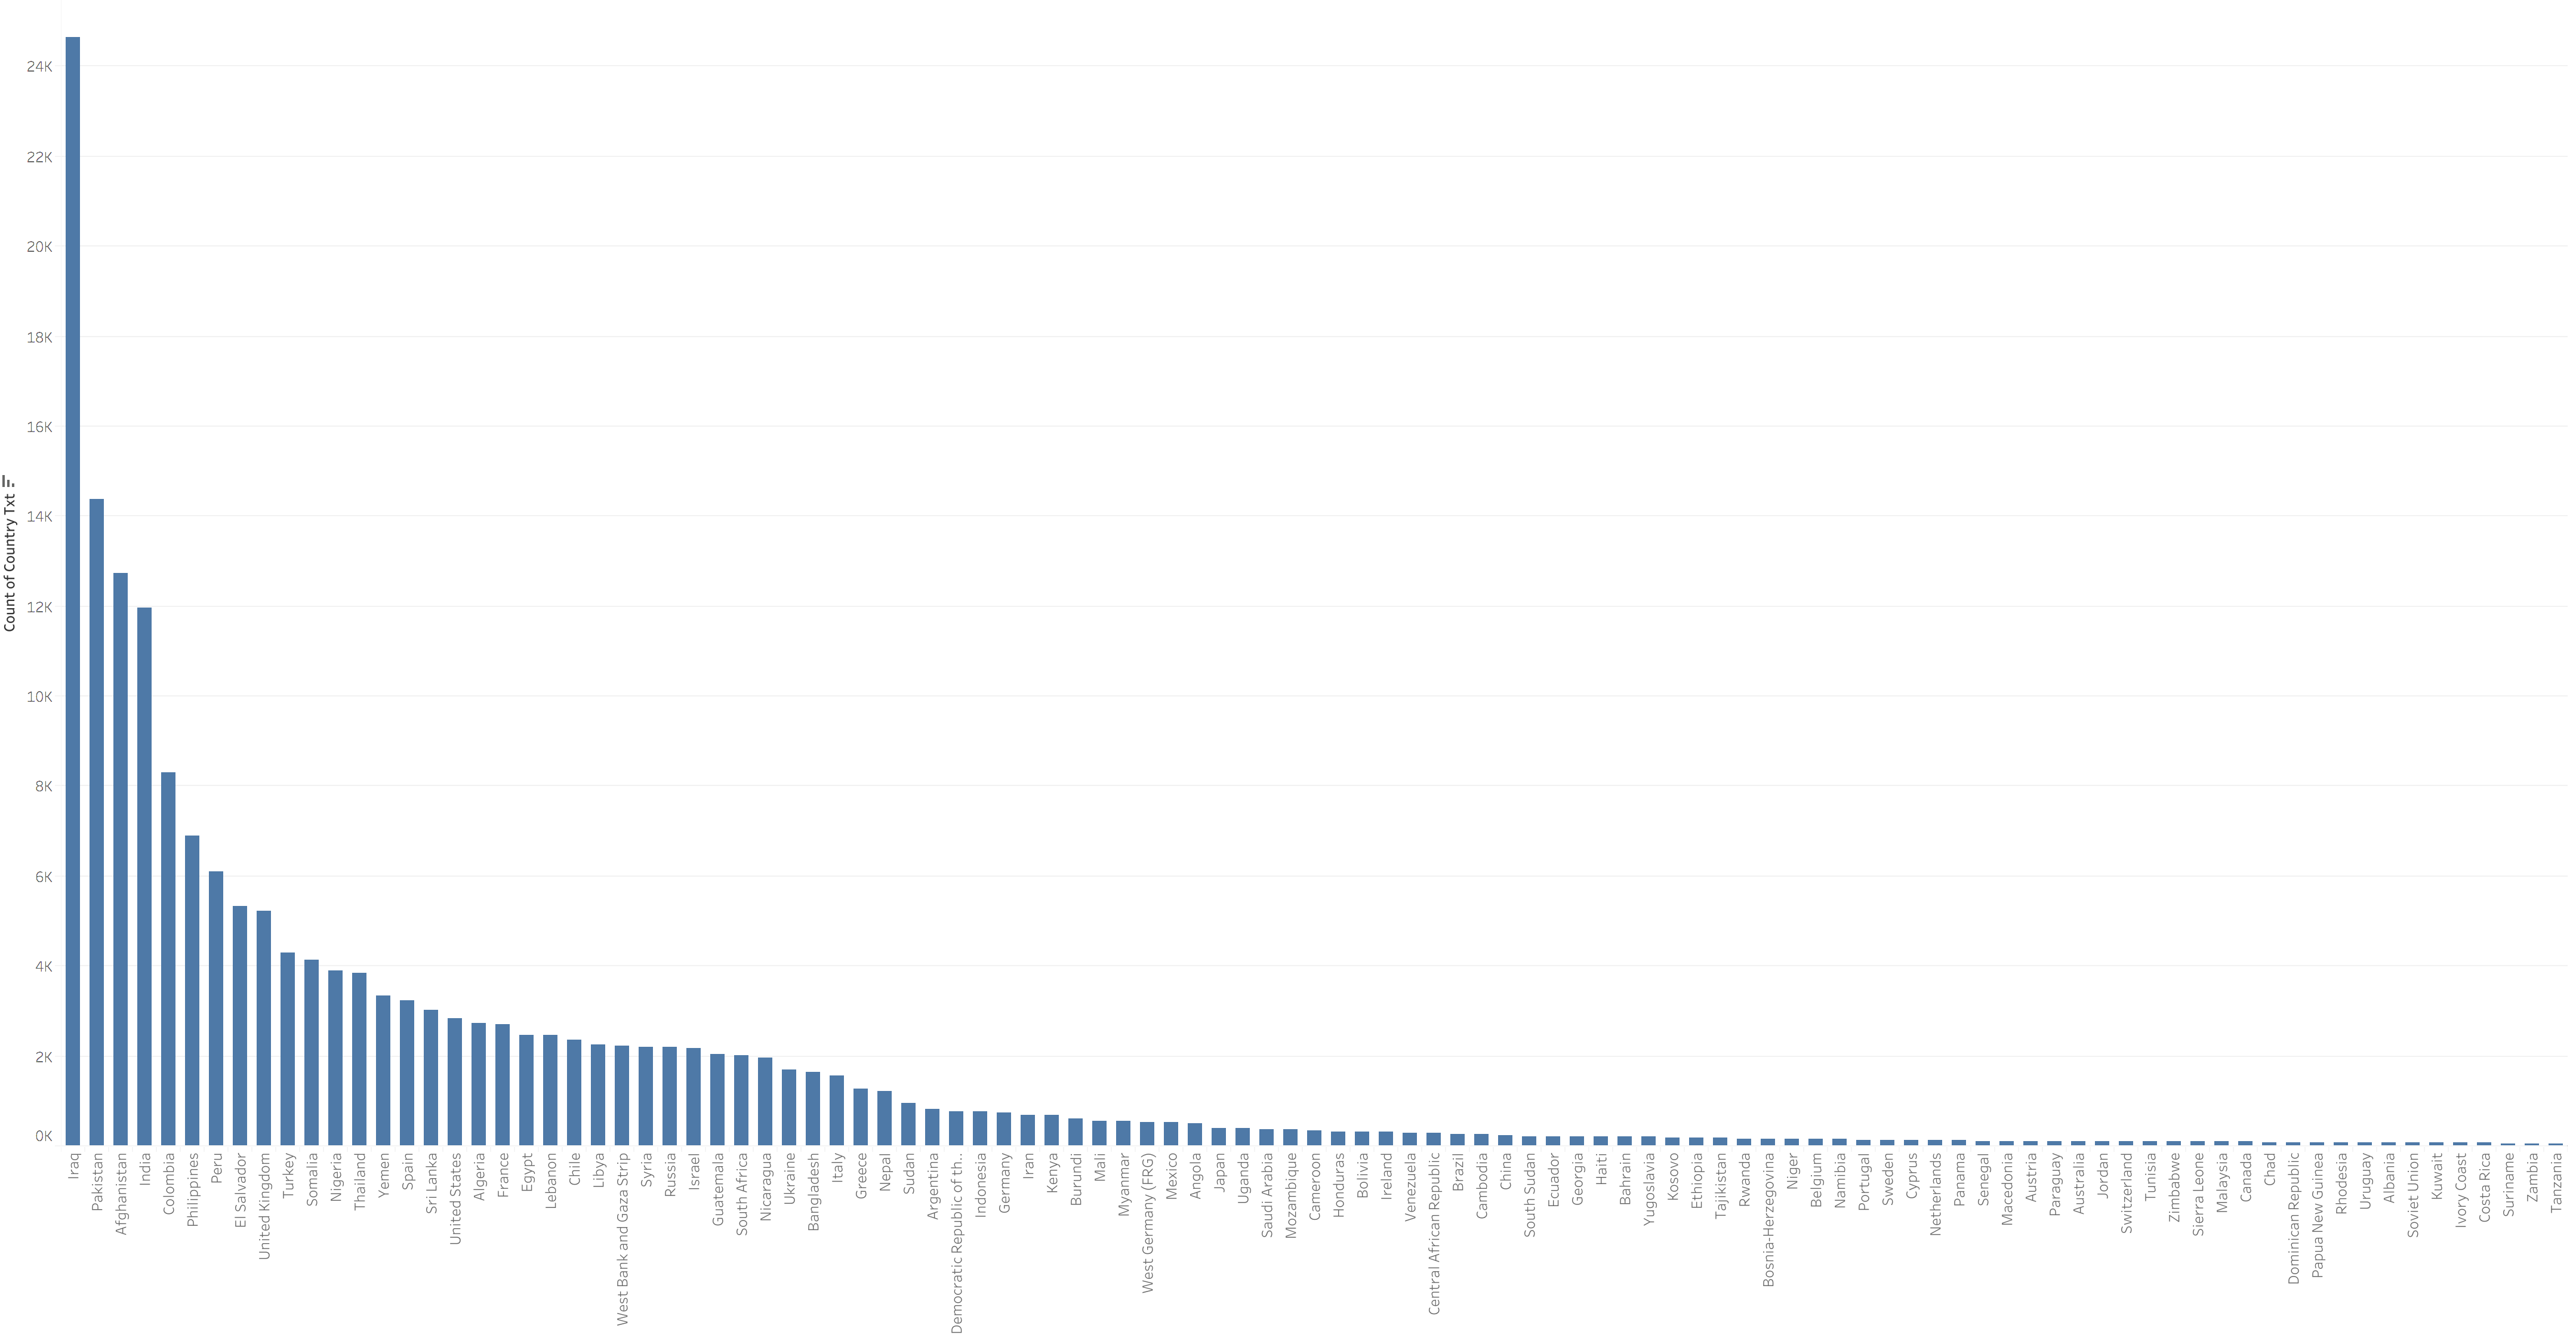 24K
22K
20K
18K
16K
14K
12K
10K
8K
6K
4K
2K
0K
Count of Country Txt
Iraq
Pakistan
Afghanistan
India
Colombia
Philippines
Peru
El Salvador
United Kingdom
Turkey
Somalia
Nigeria
Thailand
Yemen
Spain
Sri Lanka
United States
Algeria
France
Egypt
Lebanon
Chile
Libya
West Bank and Gaza Strip
Syria
Russia
Israel
Guatemala
South Africa
Nicaragua
Ukraine
Bangladesh
Italy
Greece
Nepal
Sudan
Argentina
Democratic Republic of th..
Indonesia
Germany
Iran
Kenya
Burundi
Mali
Myanmar
West Germany (FRG)
Mexico
Angola
Japan
Uganda
Saudi Arabia
Mozambique
Cameroon
Honduras
Bolivia
Ireland
Venezuela
Central African Republic
Brazil
Cambodia
China
South Sudan
Ecuador
Georgia
Haiti
Bahrain
Yugoslavia
Kosovo
Ethiopia
Tajikistan
Rwanda
Bosnia-Herzegovina
Niger
Belgium
Namibia
Portugal
Sweden
Cyprus
Netherlands
Panama
Senegal
Macedonia
Austria
Paraguay
Australia
Jordan
Switzerland
Tunisia
Zimbabwe
Sierra Leone
Malaysia
Canada
Chad
Dominican Republic
Papua New Guinea
Rhodesia
Uruguay
Albania
Soviet Union
Kuwait
Ivory Coast
Costa Rica
Suriname
Zambia
Tanzania